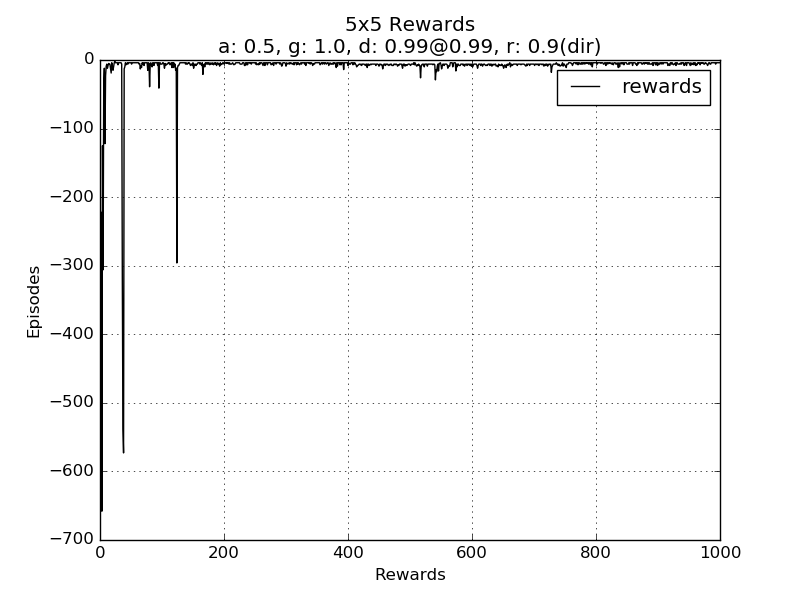 5x5 Rewards
a: 0.5, g: 1.0, d: 0.99@0.99, r: 0.9(dir)
0
rewards
−100
−200
−300
Episodes
−400
−500
−600
−700
0 200 400 600 800 1000
Rewards